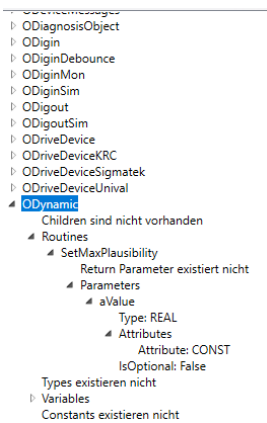 ODeviceMessages
ODiagnosisObject
ODigin
ODiginDebounce
ODiginMon
ODiginSim
ODigout
ODigoutSim
ODriveDevice
ODriveDeviceKRC
ODriveDeviceSigmatek
ODriveDeviceUnival
ODynamic
Children sind nicht vorhanden
Routines
SetMaxPlausibility
Return Parameter existiert nicht
Parameters
aValue
Type: REAL
Attributes
Attribute: CONST
IsOptional: False
Types existieren nicht
Variables
Constants existieren nicht